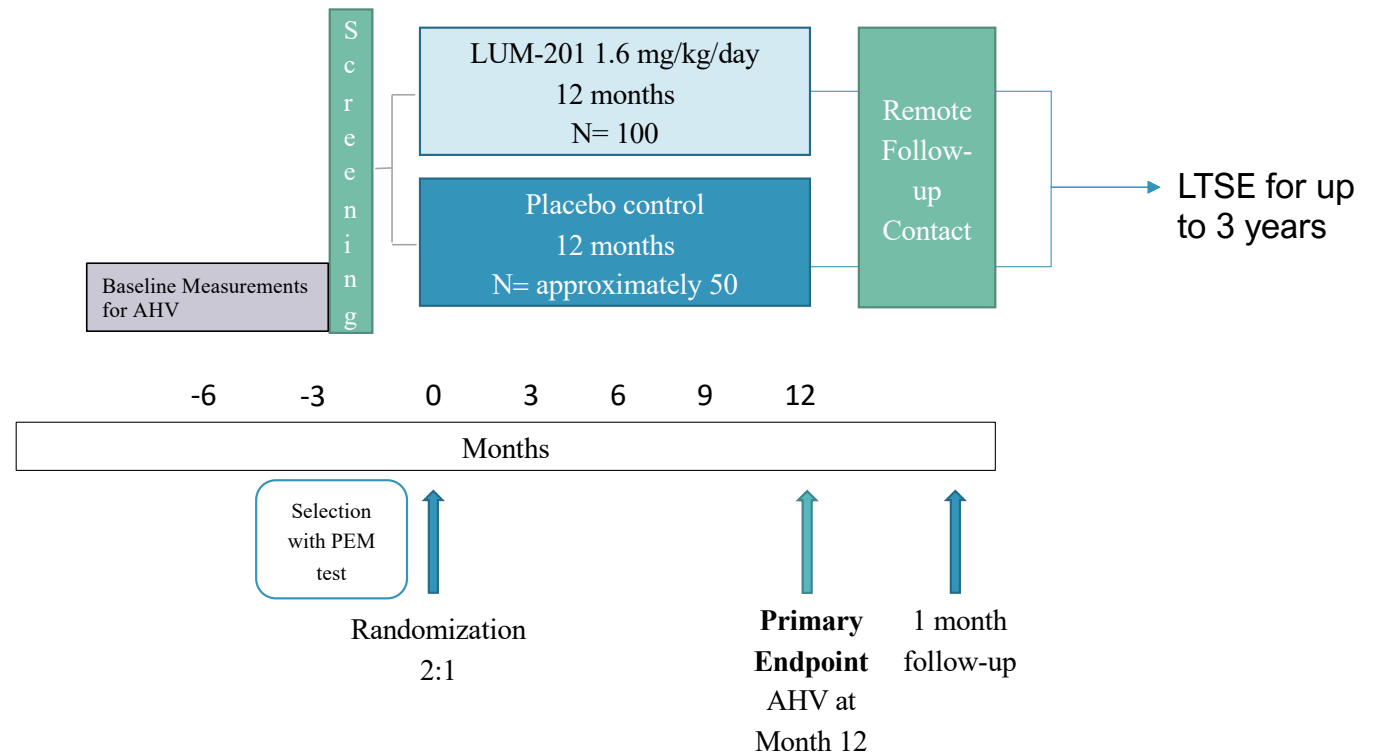 Screening
LUM-201 1.6 mg/kg/day
12 months
N= 100
Placebo control
12 months
N= approximately 50
Baseline Measurements
for AHV
Remote
Follow-
up
Contact
LTSE for up
to 3 years
-6 -3 0 3 6 9 12
Months
Selection
with PEM
test
Randomization
2:1
Primary
Endpoint
AHV at
Month 12
1 month
follow-up